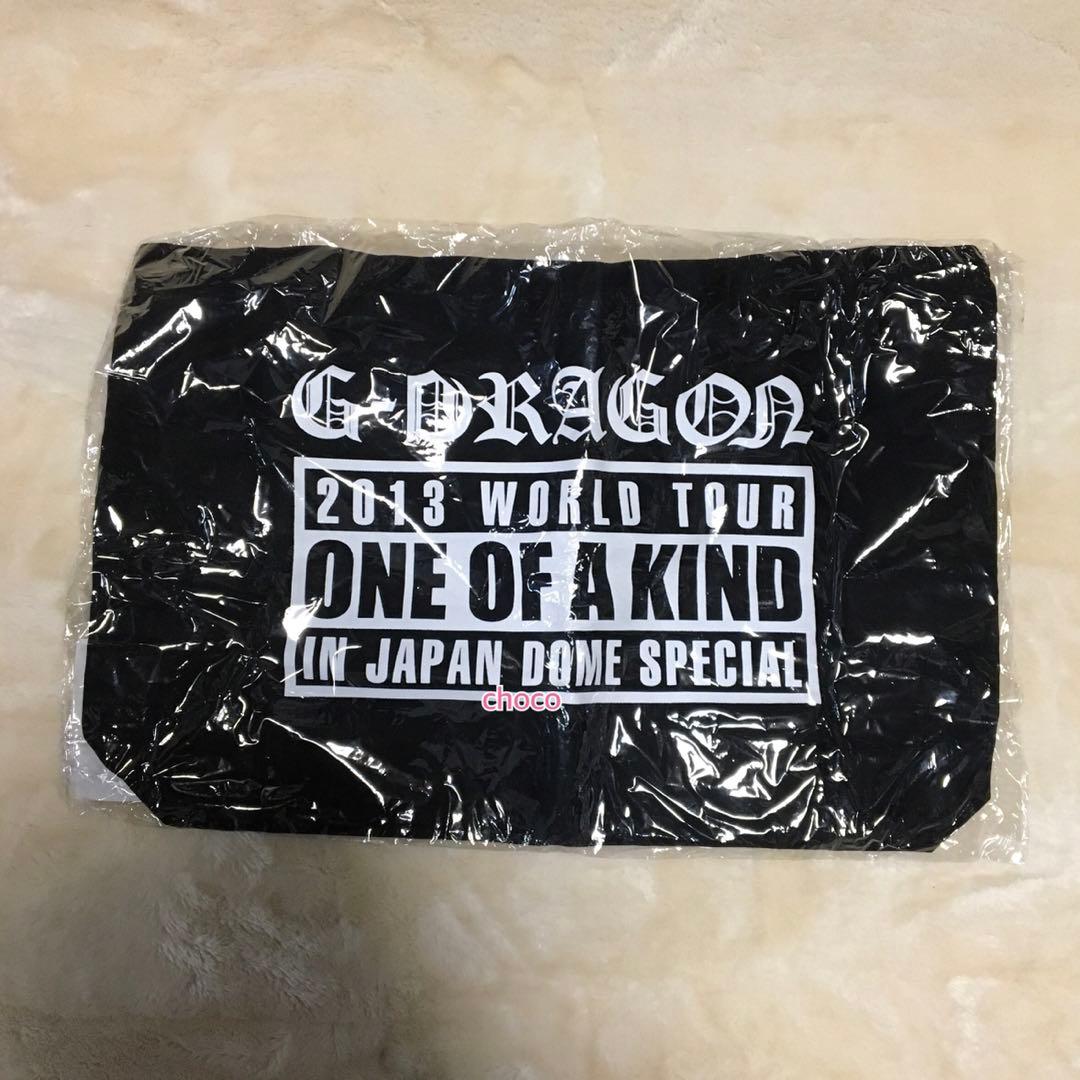 G-DRAGON
2013 WORLD TOUR
ONE OF A KIND
IN JAPAN DOME SPECIAL
choco